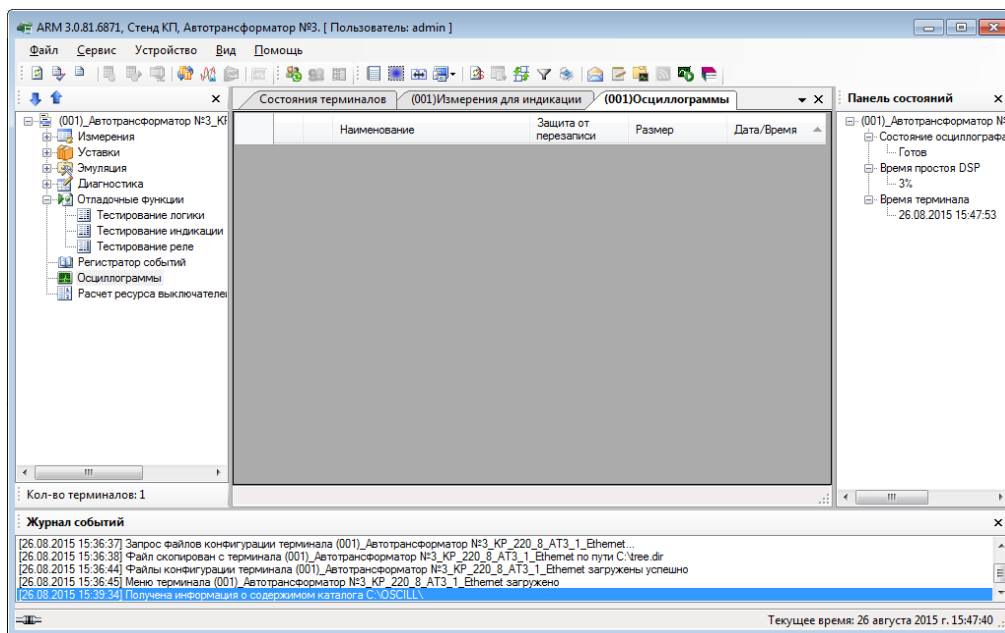 ARM 3.0.81.6871, Стенд КП, Автотрансформатор №3. [ Пользователь: admin ]
Файл Сервис Устройство Вид Помощь
Состояния терминалов (001)Измерения для индикации (001)Осциллограммы
Панель состояний
(001)_Автотрансформатор №3_КР
Измерения
Уставки
Эмуляция
Диагностика
Отладочные функции
Тестирование логики
Тестирование индикации
Тестирование реле
Регистратор событий
Осциллограммы
Расчет ресурса выключателей
Кол-во терминалов: 1
Наименование
Защита от
перезаписи
Размер
Дата/Время
(001)_Автотрансформатор №
Состояние осциллографа
Готов
Время простоя DSP
3%
Время терминала
26.08.2015 15:47:53
Журнал событий
[26.08.2015 15:36:37] Запрос файлов конфигурации терминала (001)_Автотрансформатор №3_КР_220_8_АТ3_1_Ethernet...
[26.08.2015 15:36:38] Файл скопирован с терминала (001)_Автотрансформатор №3_КР_220_8_АТ3_1_Ethernet по пути C:\tree.dir
[26.08.2015 15:36:44] Файлы конфигурации терминала (001)_Автотрансформатор №3_КР_220_8_АТ3_1_Ethernet загружены успешно
[26.08.2015 15:36:45] Меню терминала (001)_Автотрансформатор №3_КР_220_8_АТ3_1_Ethernet загружено
[26.08.2015 15:39:34] Получена информация о содержимом каталога C:\OSCILL\
Текущее время: 26 августа 2015 г. 15:47:40